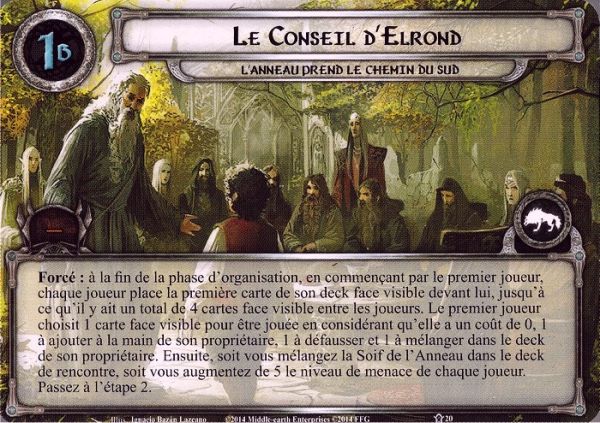 1B
LE CONSEIL D'ELROND
L'ANNEAU PREND LE CHEMIN DU SUD
Forcé : à la fin de la phase d'organisation, en commençant par le premier joueur,
chaque joueur place la première carte de son deck face visible devant lui, jusqu'à
ce qu'il y ait un total de 4 cartes face visible entre les joueurs. Le premier joueur
choisit 1 carte face visible pour être jouée en considérant qu'elle a un coût de 0, 1
à ajouter à la main de son propriétaire, 1 à défausser et 1 à mélanger dans le deck
de son propriétaire. Ensuite, soit vous mélangez la Soif de l'Anneau dans le deck
de rencontre, soit vous augmentez de 5 le niveau de menace de chaque joueur.
Passez à l'étape 2.
Illus. Ignacio Bazán Lazcano ©2014 Middle-earth Enterprises ©2014 FFG 20